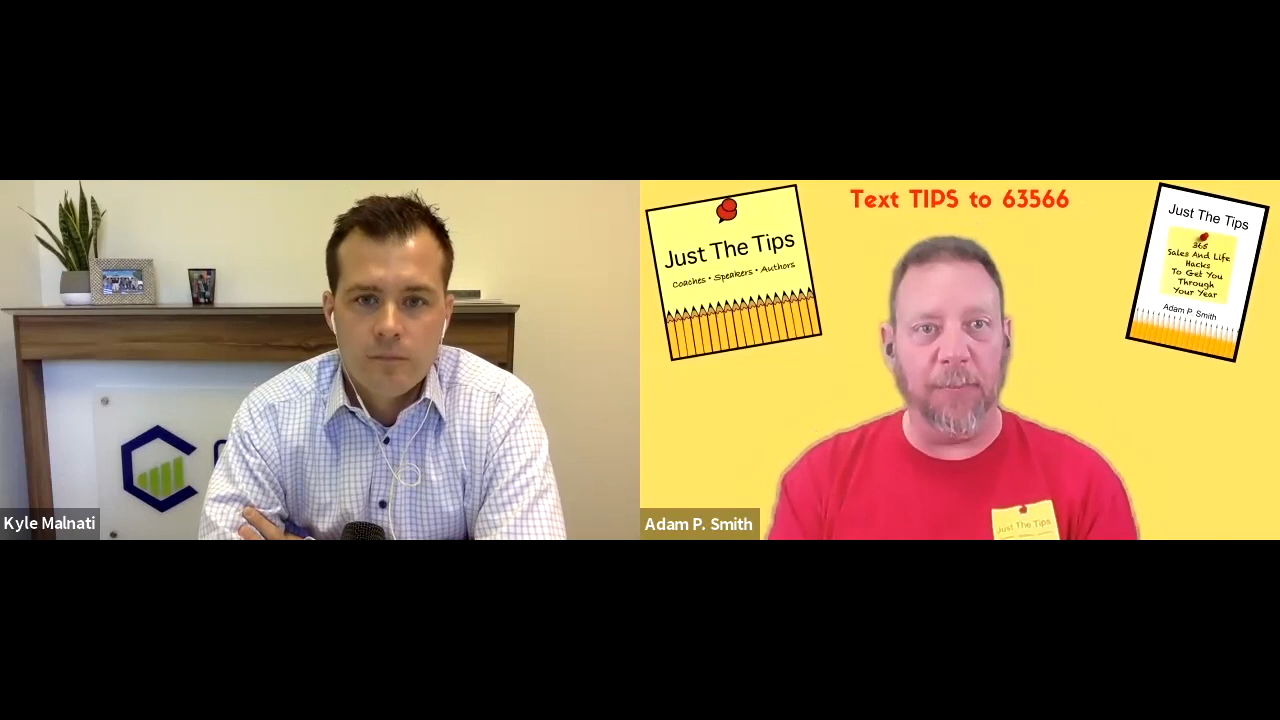 Text TIPS to 63566
Just The Tips
Coaches • Speakers • Authors
Just The Tips
365
Sales And Life
Hacks
To Get You
Through
Your Year
Adam P. Smith
Just The Tips
Kyle Malnati
Adam P. Smith